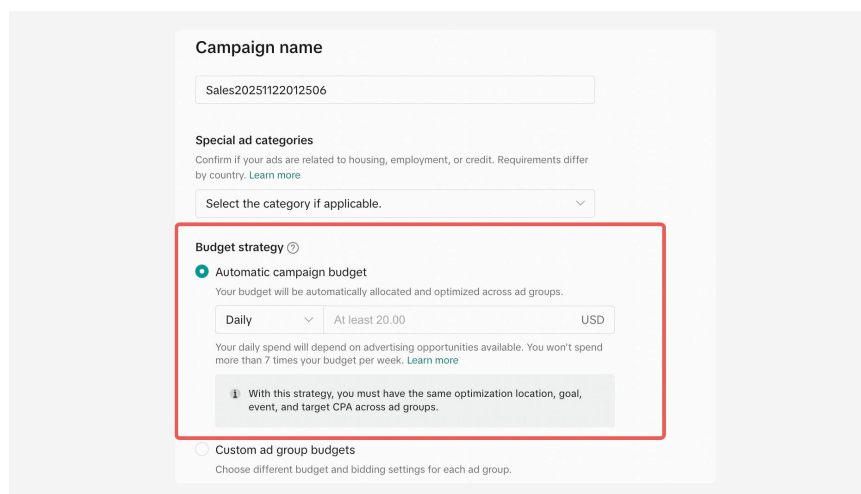 Campaign name
Sales20251122012506
Special ad categories
Confirm if your ads are related to housing, employment, or credit. Requirements differ
by country. Learn more
Select the category if applicable.
Budget strategy ?
Automatic campaign budget
Your budget will be automatically allocated and optimized across ad groups.
Daily At least 20.00 USD
Your daily spend will depend on advertising opportunities available. You won't spend
more than 7 times your budget per week. Learn more
i With this strategy, you must have the same optimization location, goal,
event, and target CPA across ad groups.
Custom ad group budgets
Choose different budget and bidding settings for each ad group.